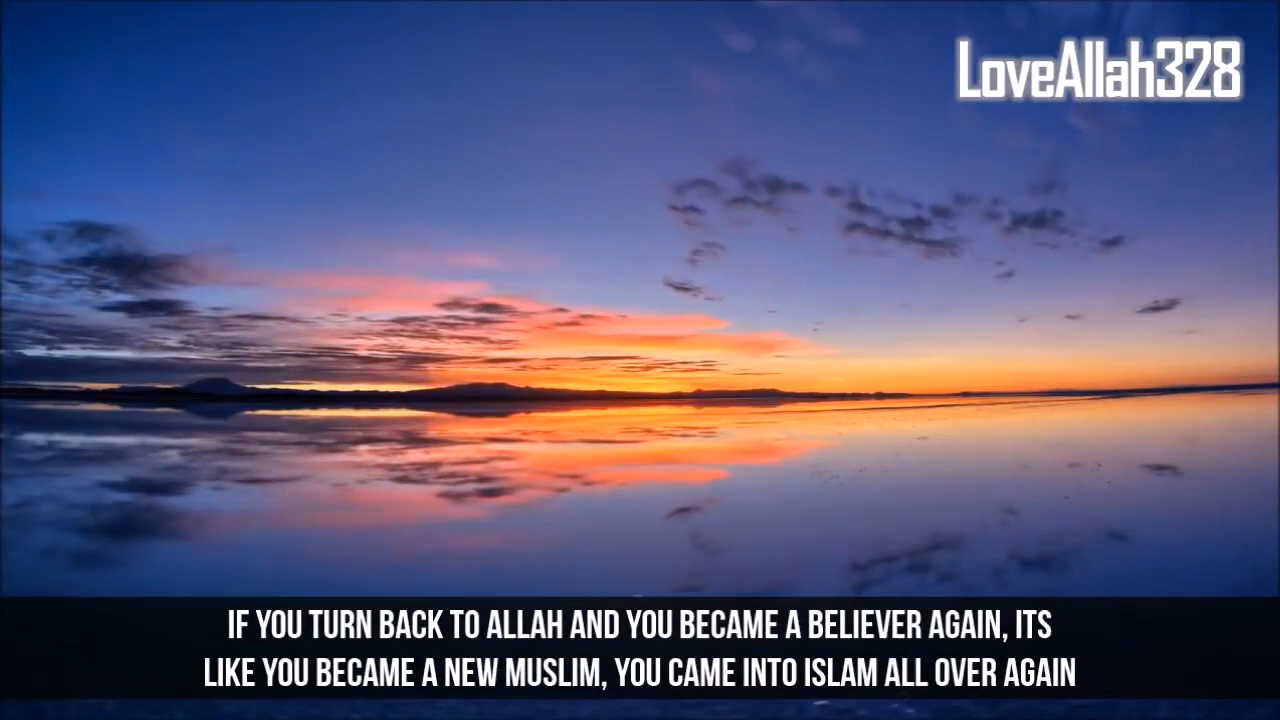 LoveAllah328
IF YOU TURN BACK TO ALLAH AND YOU BECAME A BELIEVER AGAIN, ITS
LIKE YOU BECAME A NEW MUSLIM, YOU CAME INTO ISLAM ALL OVER AGAIN